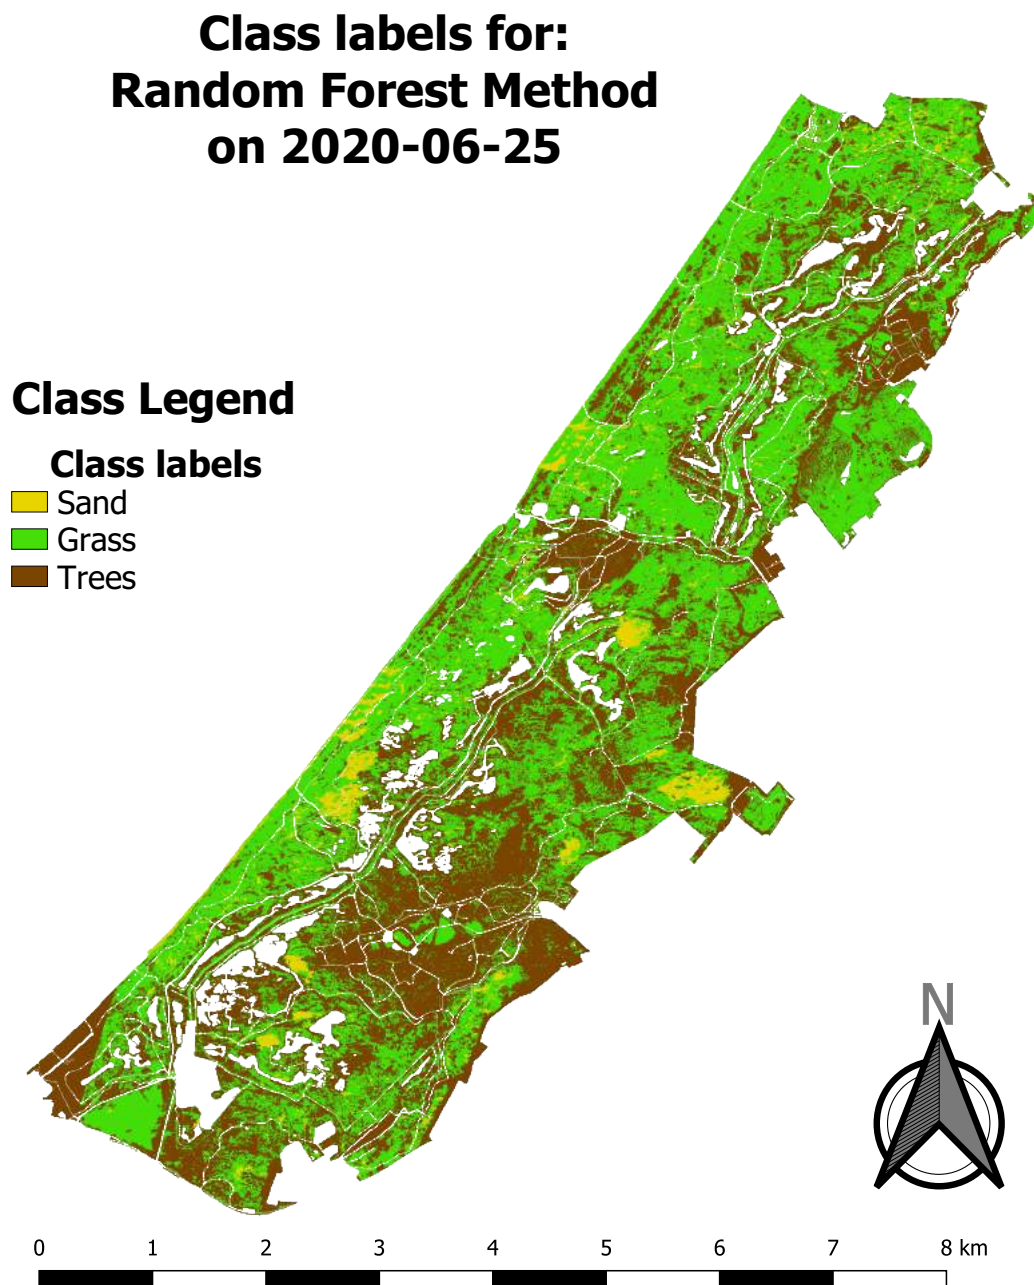 Class labels for:
Random Forest Method
on 2020-06-25
Class Legend
Class labels
Sand
Grass
Trees
N
0 1 2 3 4 5 6 7 8 km